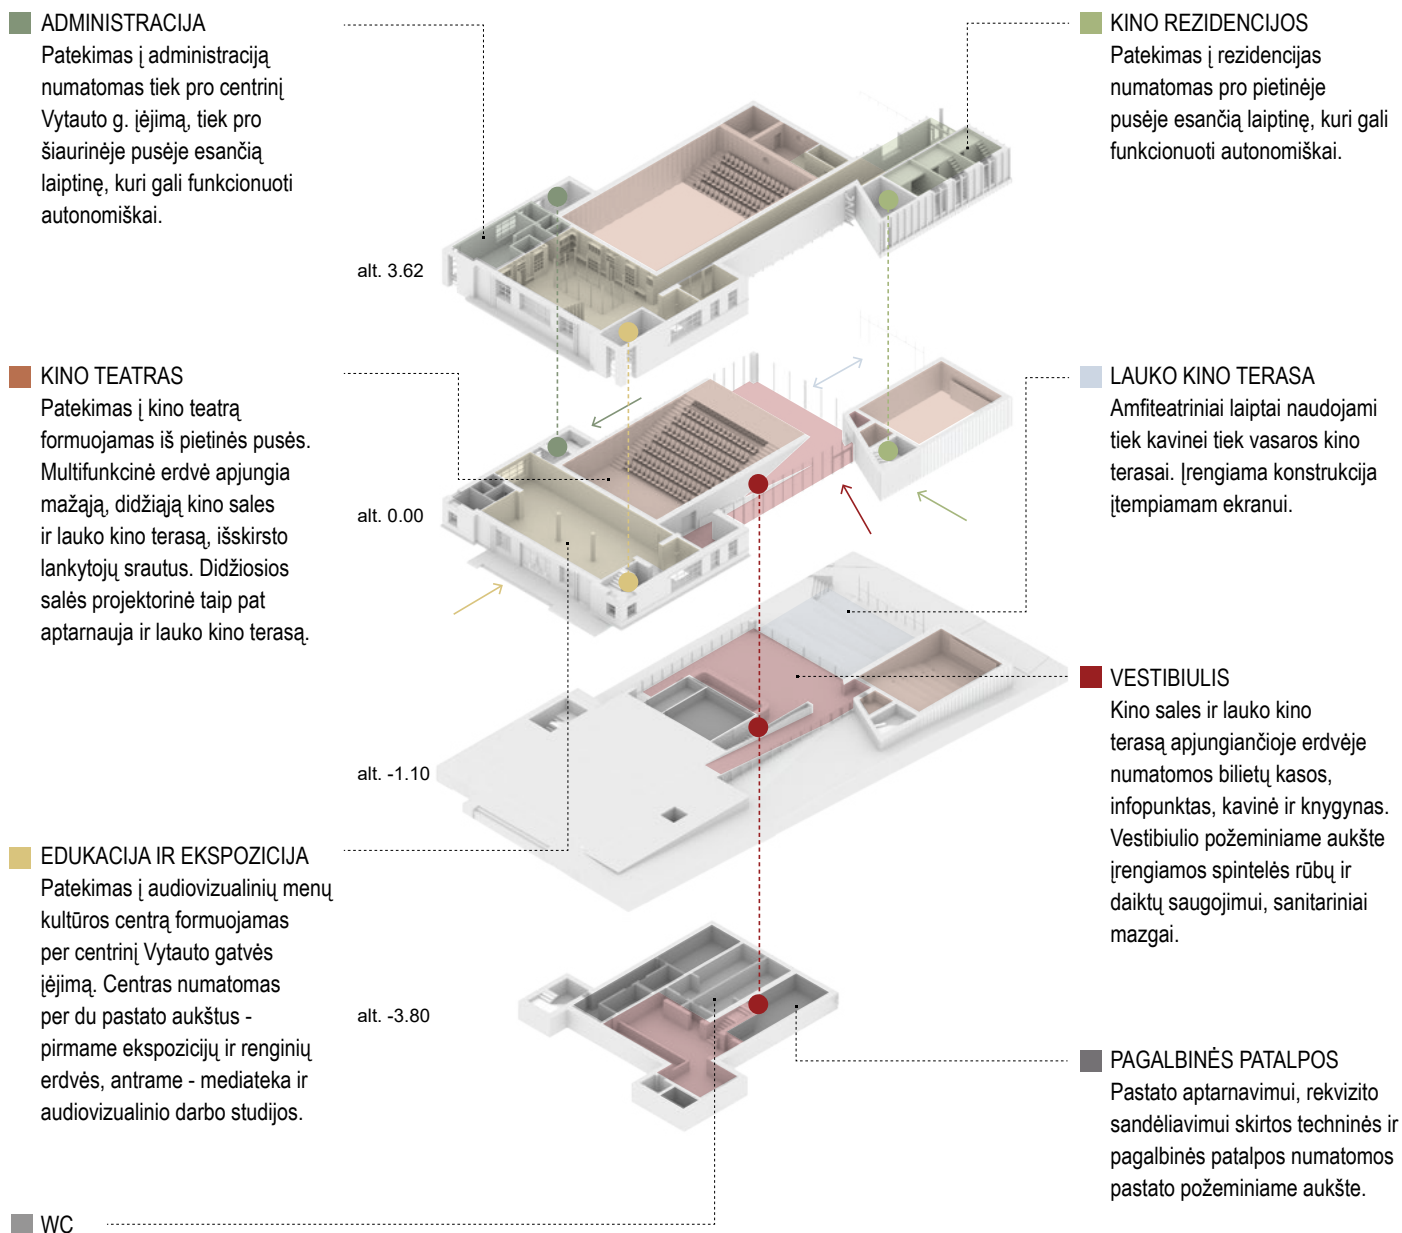 ADMINISTRACIJA
Patekimas į administraciją
numatomas tiek pro centrinį
Vytauto g. įėjimą, tiek pro
šiaurinėje pusėje esančią
laiptinę, kuri gali funkcionuoti
autonomiškai.
KINO TEATRAS
Patekimas į kino teatrą
formuojamas iš pietinės pusės.
Multifunkcinė erdvė apjungia
mažąją, didžiąją kino sales
ir lauko kino terasą, išskirsto
lankytojų srautus. Didžiosios
salės projektorinė taip pat
aptarnauja ir lauko kino terasą.
EDUKACIJA IR EKSPOZICIJA
Patekimas į audiovizualinių menų
kultūros centrą formuojamas
per centrinį Vytauto gatvės
įėjimą. Centras numatomas
per du pastato aukštus -
pirmame ekspozicijų ir renginių
erdvės, antrame - mediateka ir
audiovizualinio darbo studijos.
WC
alt. 3.62
alt. 0.00
alt. -1.10
alt. -3.80
KINO REZIDENCIJOS
Patekimas į rezidencijas
numatomas pro pietinėje
pusėje esančią laiptinę, kuri gali
funkcionuoti autonomiškai.
LAUKO KINO TERASA
Amfiteatriniai laiptai naudojami
tiek kavinei tiek vasaros kino
terasai. Įrengiama konstrukcija
įtempiamam ekranui.
VESTIBIULIS
Kino sales ir lauko kino
terasą apjungiančioje erdvėje
numatomos bilietų kasos,
infopunktas, kavinė ir knygynas.
Vestibiulio požeminiame aukšte
įrengiamos spintelės rūbų ir
daiktų saugojimui, sanitariniai
mazgai.
PAGALBINĖS PATALPOS
Pastato aptarnavimui, rekvizito
sandėliavimui skirtos techninės ir
pagalbinės patalpos numatomos
pastato požeminiame aukšte.